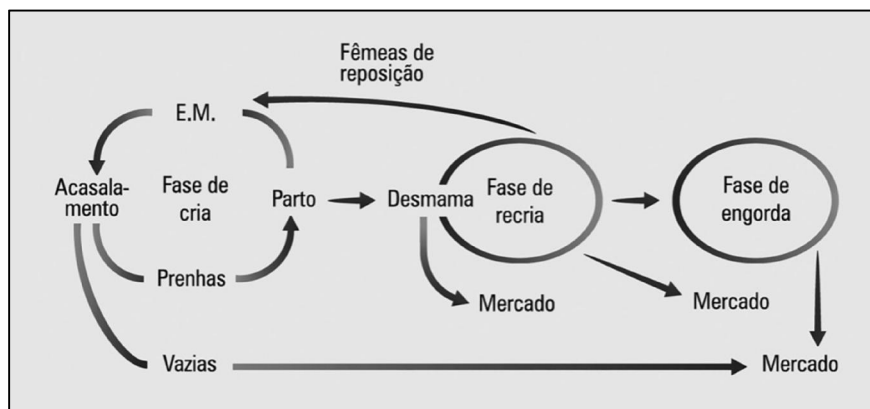 Fêmeas de
reposição
E.M.
Acasala-
mento
Fase de
cria
Parto
Desmama
Fase de
recria
Fase de
engorda
Prenhas
Mercado
Mercado
Vazias
Mercado